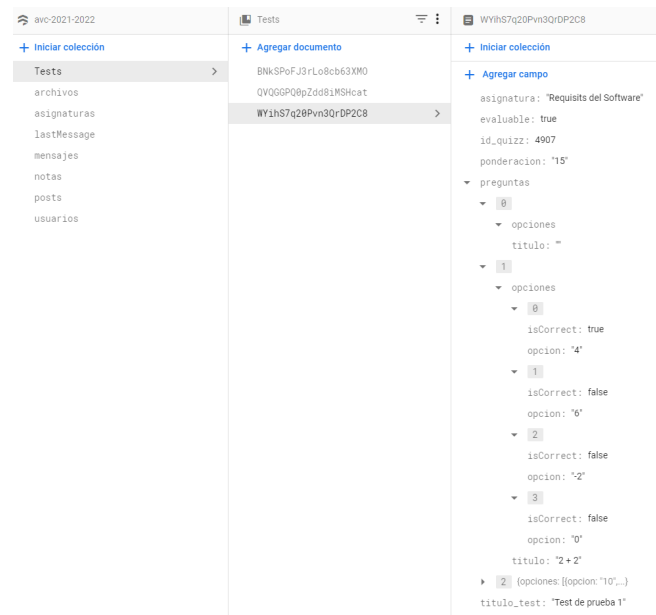 avc-2021-2022
Tests
WYihS7q20Pvn3QrDP2C8
+ Iniciar colección
+ Agregar documento
+ Iniciar colección
Tests
archivos
asignaturas
lastMessage
mensajes
notas
posts
usuarios
BNkSPoFJ3rLo8cb63XMO
QVQGGPQ0pZdd8iMSHcat
WYihS7q20Pvn3QrDP2C8
+ Agregar campo
asignatura: "Requisits del Software"
evaluable: true
id_quizz: 4907
ponderacion: "15"
preguntas
0
opciones
titulo: ""
1
opciones
0
isCorrect: true
opcion: "4"
1
isCorrect: false
opcion: "6"
2
isCorrect: false
opcion: "-2"
3
isCorrect: false
opcion: "0"
titulo: "2 + 2"
2 {opciones: [{opcion: "10",...}
titulo_test: "Test de prueba 1"